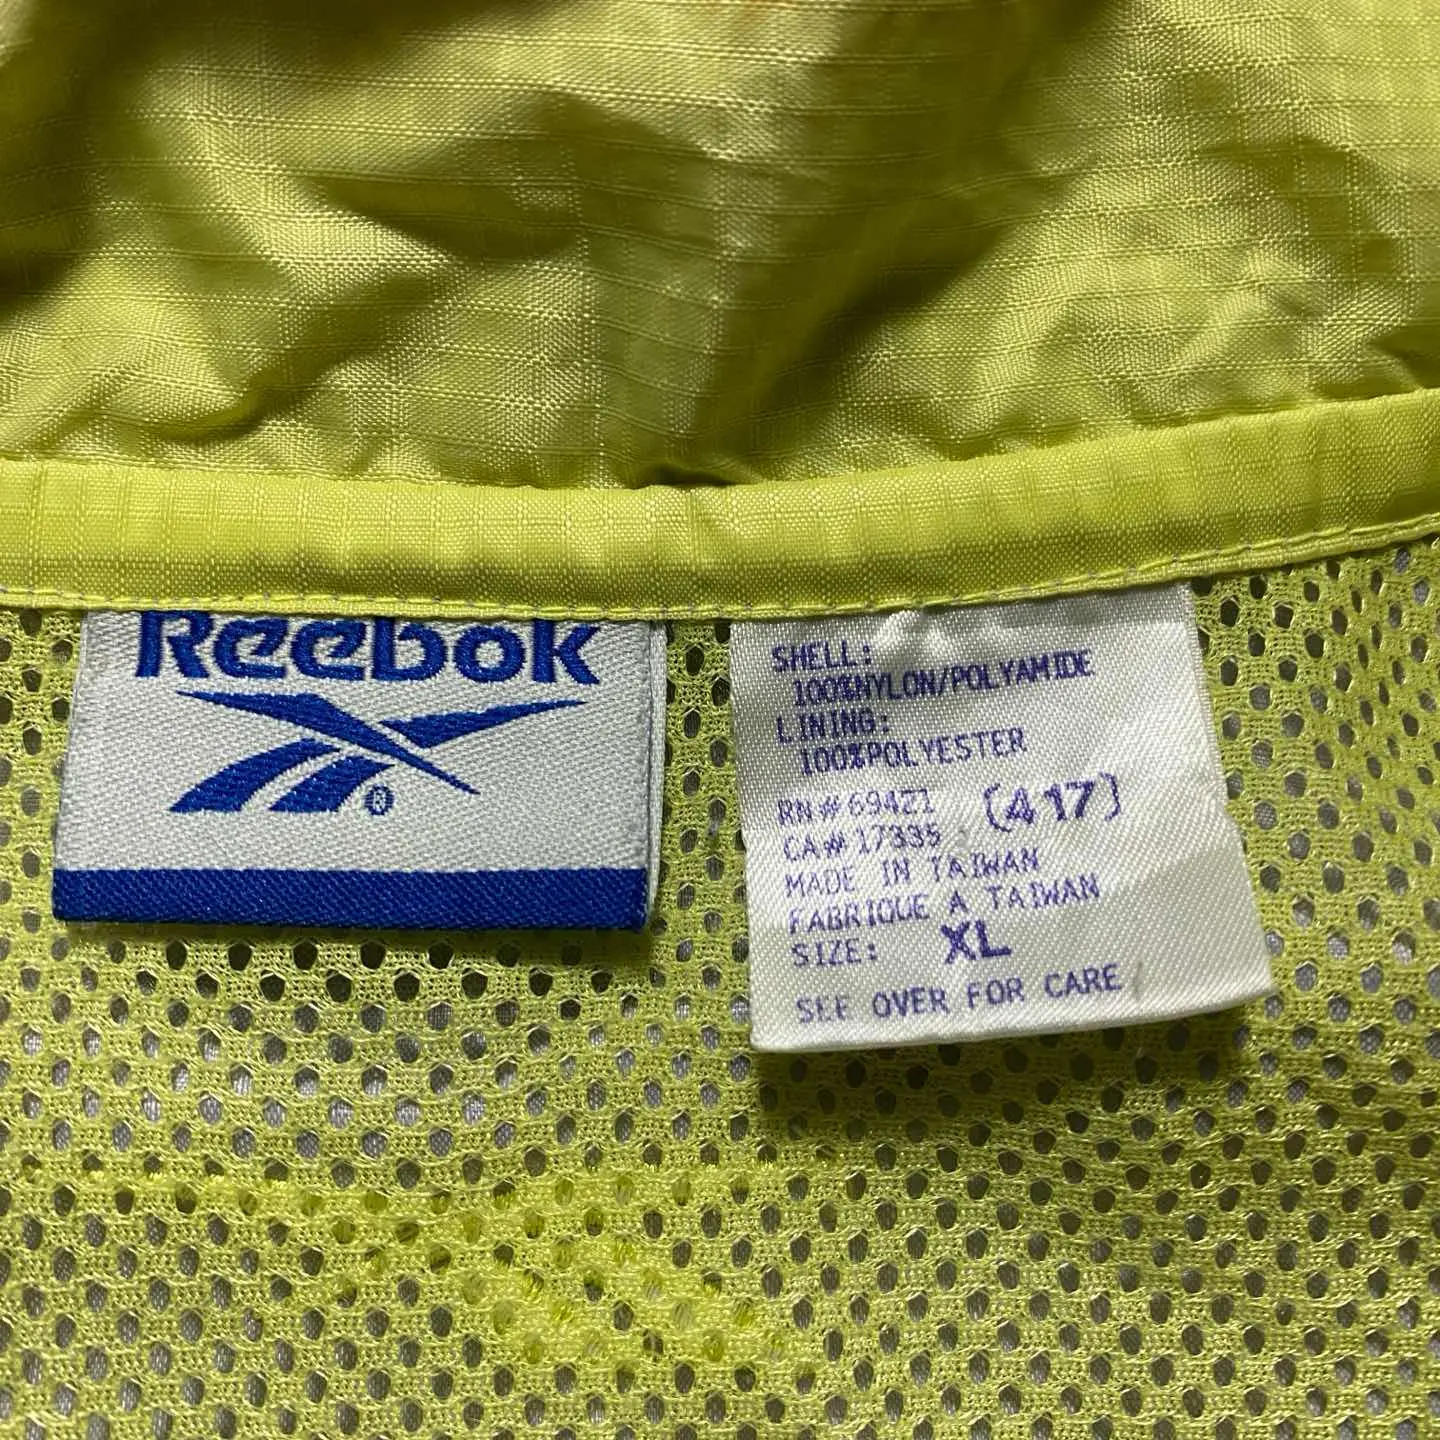 Reebok
®
SHELL:
100%NYLON/POLYAMIDE
LINING:
100%POLYESTER
RN# 69421 (417)
CA# 17335
MADE IN TAIWAN
FABRIQUE A TAIWAN
SIZE: XL
SEE OVER FOR CARE